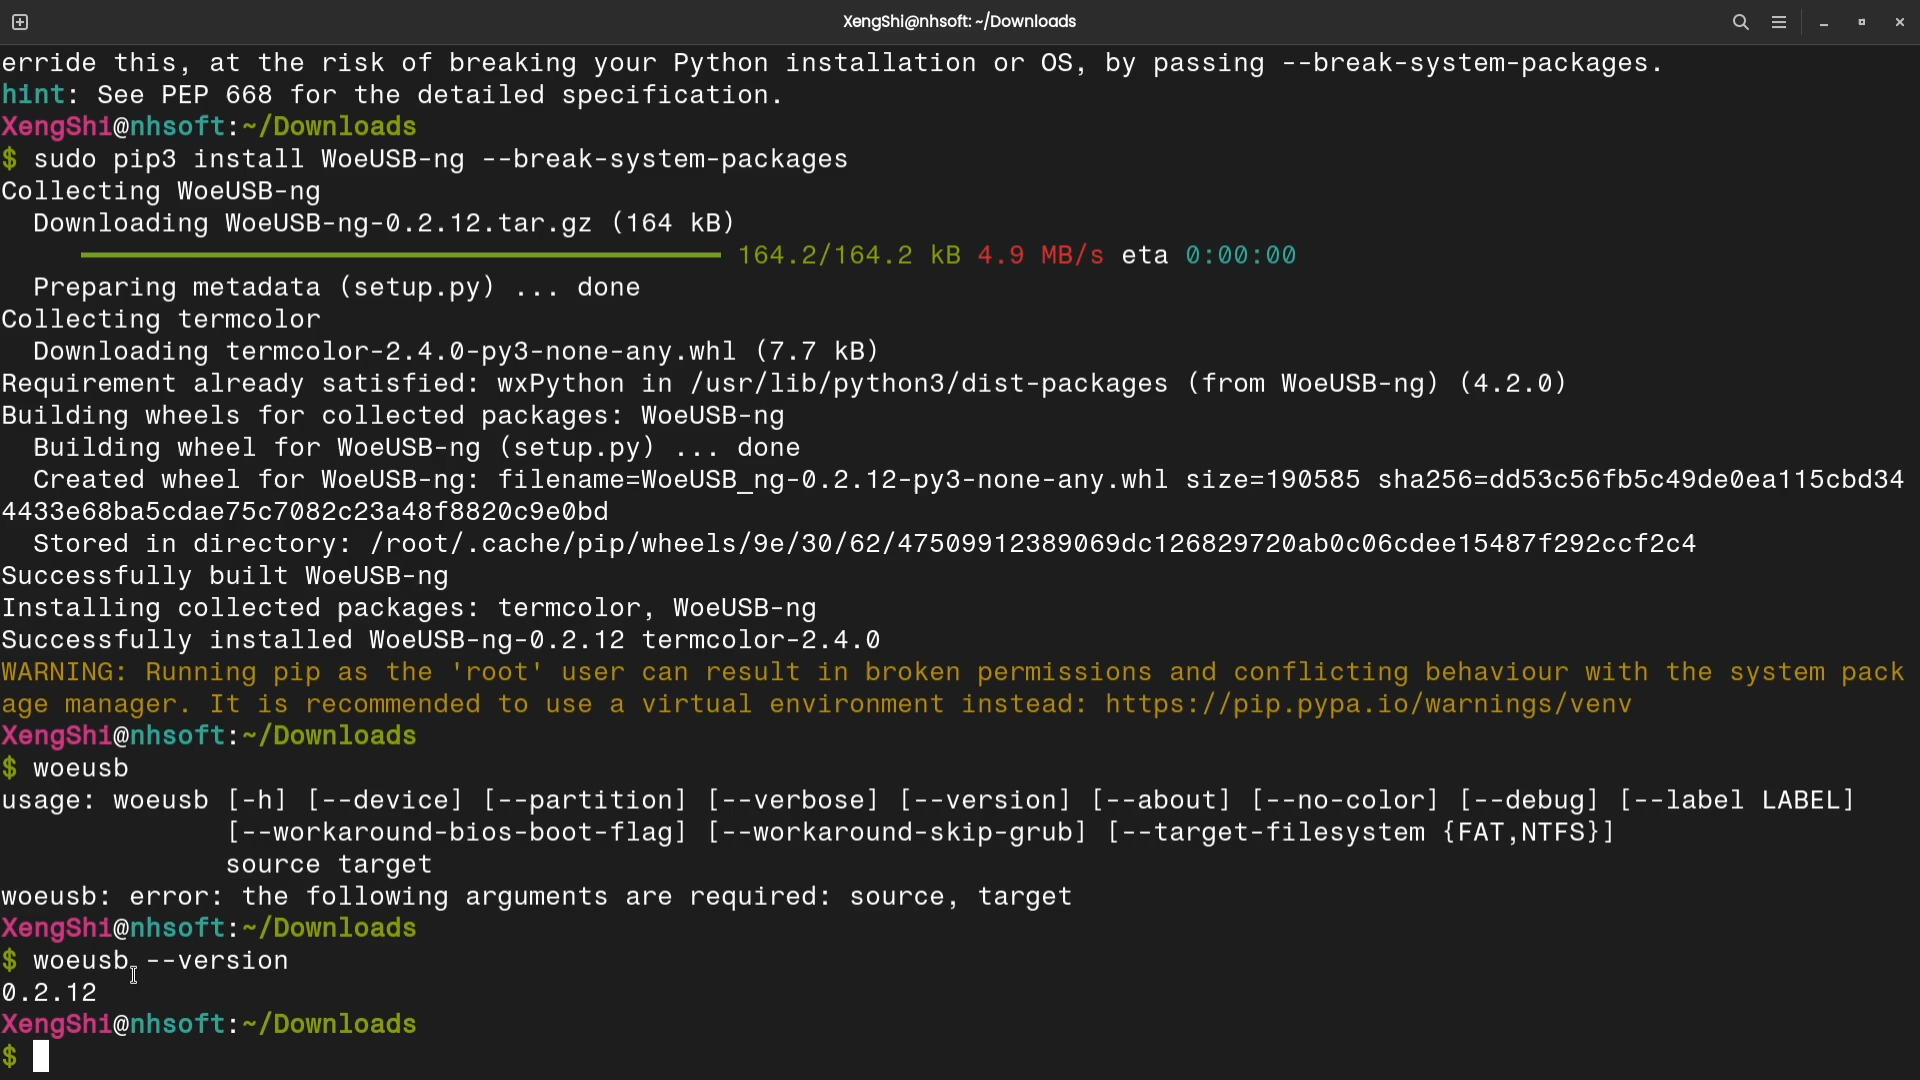 XengShi@nhsoft: ~/Downloads
erride this, at the risk of breaking your Python installation or OS, by passing --break-system-packages.
hint: See PEP 668 for the detailed specification.
XengShi@nhsoft:~/Downloads
$ sudo pip3 install WoeUSB-ng --break-system-packages
Collecting WoeUSB-ng
  Downloading WoeUSB-ng-0.2.12.tar.gz (164 kB)
     164.2/164.2 kB 4.9 MB/s eta 0:00:00
  Preparing metadata (setup.py) ... done
Collecting termcolor
  Downloading termcolor-2.4.0-py3-none-any.whl (7.7 kB)
Requirement already satisfied: wxPython in /usr/lib/python3/dist-packages (from WoeUSB-ng) (4.2.0)
Building wheels for collected packages: WoeUSB-ng
  Building wheel for WoeUSB-ng (setup.py) ... done
  Created wheel for WoeUSB-ng: filename=WoeUSB_ng-0.2.12-py3-none-any.whl size=190585 sha256=dd53c56fb5c49de0ea115cbd34
4433e68ba5cdae75c7082c23a48f8820c9e0bd
  Stored in directory: /root/.cache/pip/wheels/9e/30/62/47509912389069dc126829720ab0c06cdee15487f292ccf2c4
Successfully built WoeUSB-ng
Installing collected packages: termcolor, WoeUSB-ng
Successfully installed WoeUSB-ng-0.2.12 termcolor-2.4.0
WARNING: Running pip as the 'root' user can result in broken permissions and conflicting behaviour with the system pack
age manager. It is recommended to use a virtual environment instead: https://pip.pypa.io/warnings/venv
XengShi@nhsoft:~/Downloads
$ woeusb
usage: woeusb [-h] [--device] [--partition] [--verbose] [--version] [--about] [--no-color] [--debug] [--label LABEL]
              [--workaround-bios-boot-flag] [--workaround-skip-grub] [--target-filesystem {FAT,NTFS}]
              source target
woeusb: error: the following arguments are required: source, target
XengShi@nhsoft:~/Downloads
$ woeusb --version
0.2.12
XengShi@nhsoft:~/Downloads
$